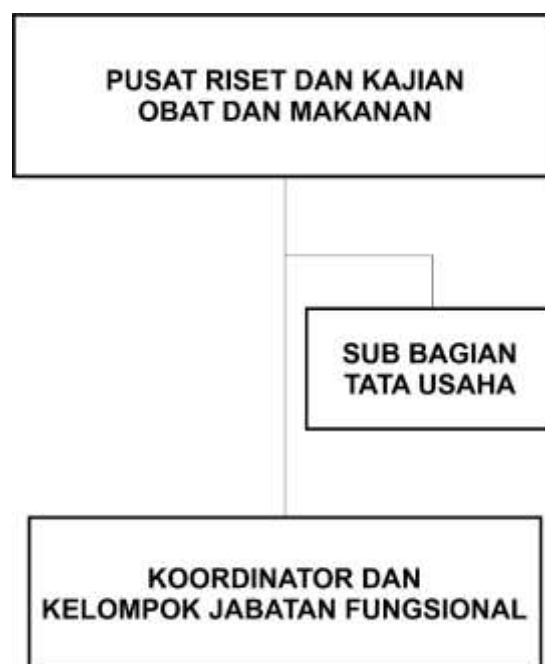 PUSAT RISET DAN KAJIAN
OBAT DAN MAKANAN
SUB BAGIAN
TATA USAHA
KOORDINATOR DAN
KELOMPOK JABATAN FUNGSIONAL